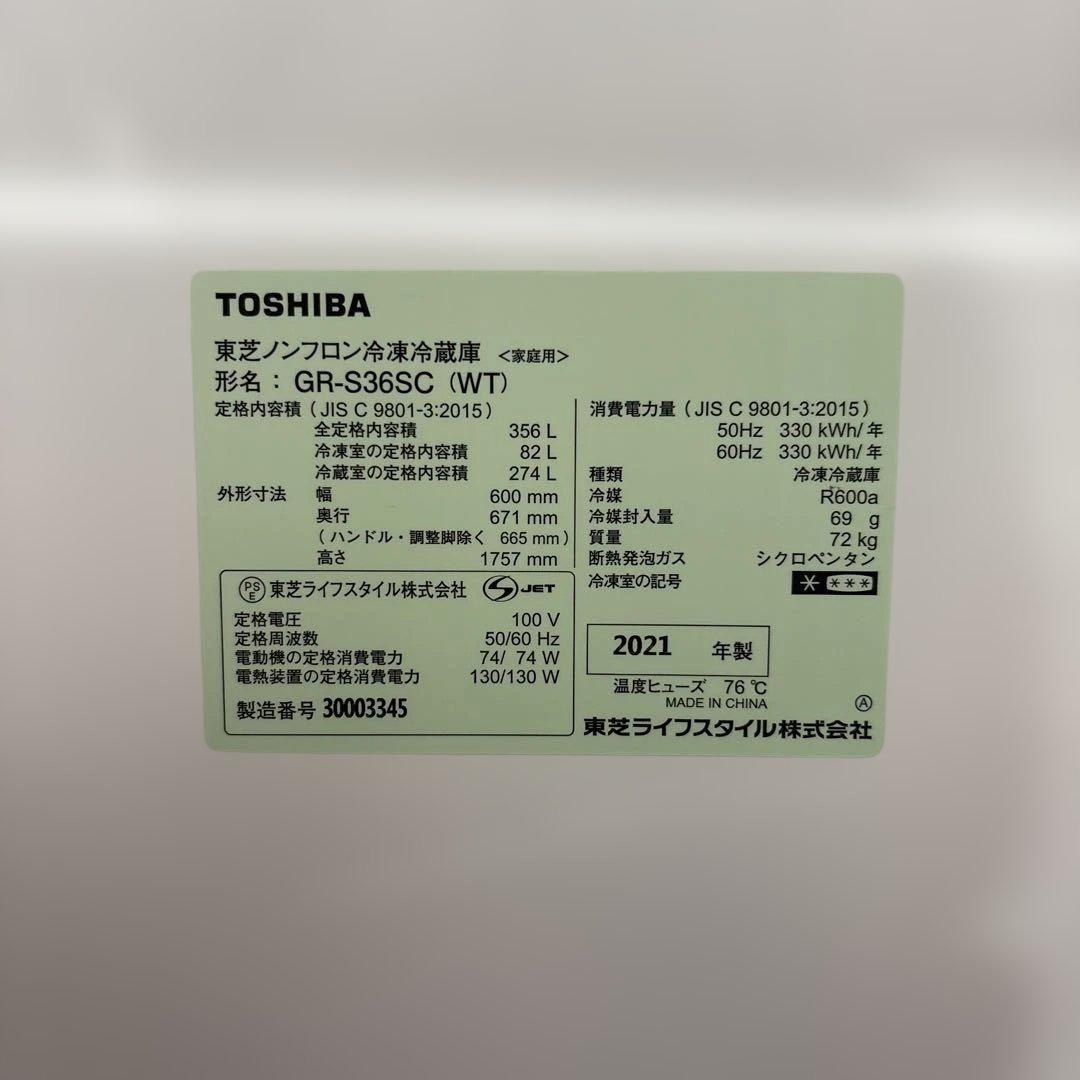 TOSHIBA
東芝ノンフロン冷凍冷蔵庫 <家庭用>
形名： GR-S36SC (WT)
定格内容積 ( JIS C 9801-3:2015 )
全定格内容積 356 L
冷凍室の定格内容積 82 L
冷蔵室の定格内容積 274 L
外形寸法 幅 600 mm
奥行 671 mm
( ハンドル・調整脚除く 665 mm )
高さ 1757 mm
PSE 東芝ライフスタイル株式会社 S JET
定格電圧 100 V
定格周波数 50/60 Hz
電動機の定格消費電力 74/ 74 W
電熱装置の定格消費電力 130/130 W
製造番号 30003345
消費電力量 ( JIS C 9801-3:2015 )
50Hz 330 kWh/ 年
60Hz 330 kWh/ 年
種類 冷凍冷蔵庫
冷媒 R600a
冷媒封入量 69 g
質量 72 kg
断熱発泡ガス シクロペンタン
冷凍室の記号 * ***
2021 年製
温度ヒューズ 76 ℃
MADE IN CHINA
Ⓐ
東芝ライフスタイル株式会社